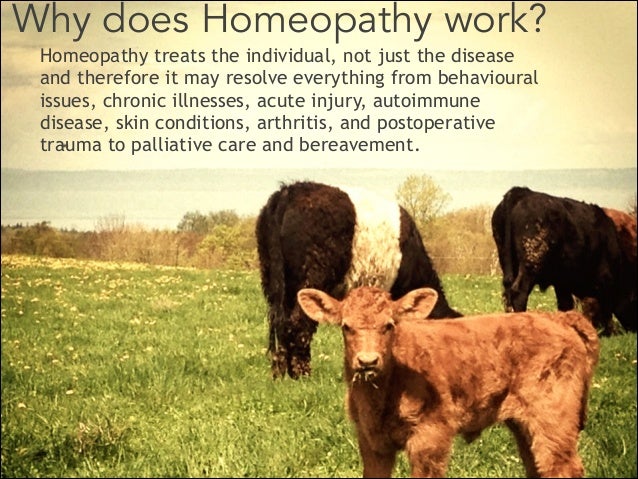 Why does Homeopathy work?
Homeopathy treats the individual, not just the disease
and therefore it may resolve everything from behavioural
issues, chronic illnesses, acute injury, autoimmune
disease, skin conditions, arthritis, and postoperative
trauma to palliative care and bereavement.